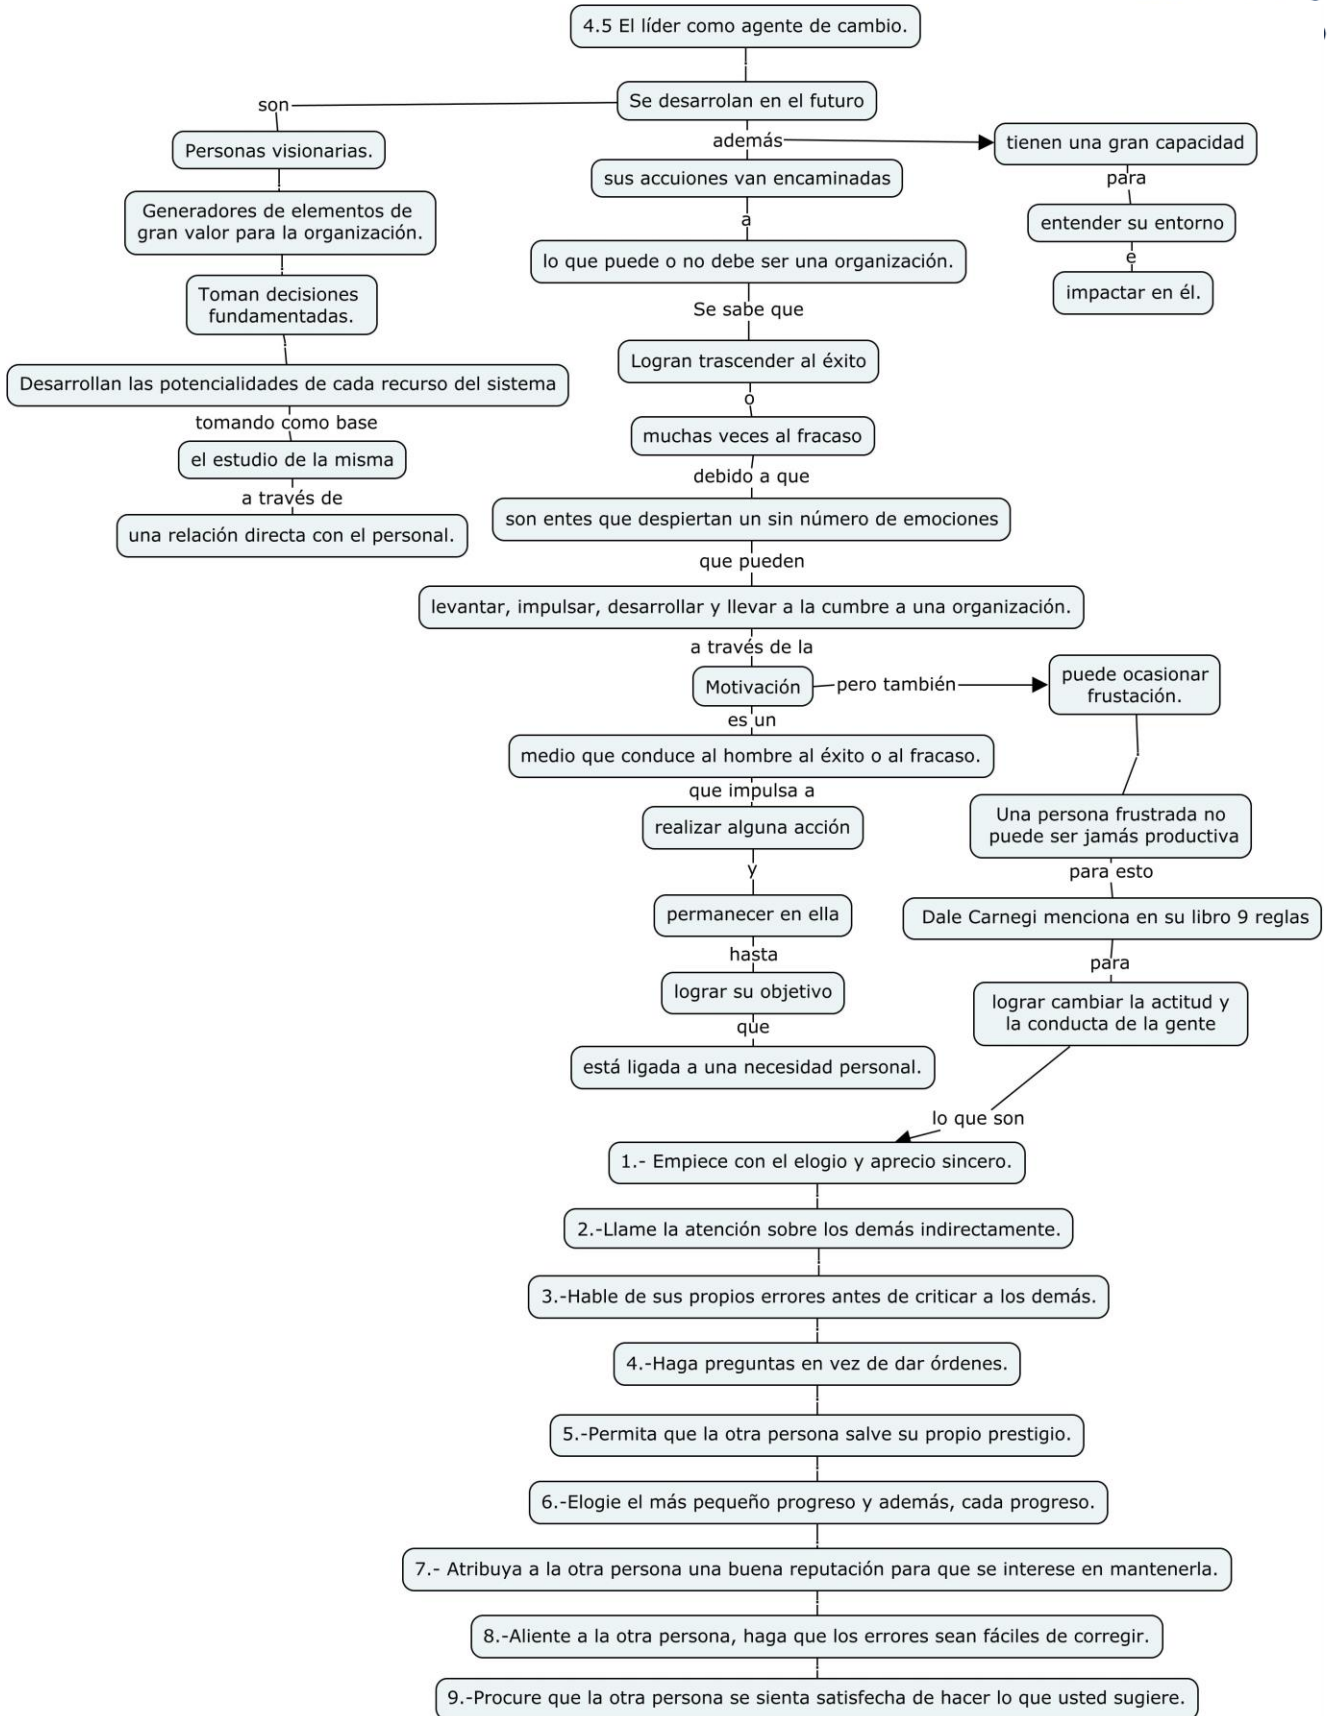 4.5 El líder como agente de cambio.
Se desarrolan en el futuro
son
Personas visionarias.
Generadores de elementos de
gran valor para la organización.
Toman decisiones
fundamentadas.
Desarrollan las potencialidades de cada recurso del sistema
tomando como base
el estudio de la misma
a través de
una relación directa con el personal.
además
tienen una gran capacidad
para
entender su entorno
e
impactar en él.
sus accuiones van encaminadas
a
lo que puede o no debe ser una organización.
Se sabe que
Logran trascender al éxito
o
muchas veces al fracaso
debido a que
son entes que despiertan un sin número de emociones
que pueden
levantar, impulsar, desarrollar y llevar a la cumbre a una organización.
a través de la
Motivación
es un
medio que conduce al hombre al éxito o al fracaso.
que impulsa a
realizar alguna acción
y
permanecer en ella
hasta
lograr su objetivo
que
está ligada a una necesidad personal.
pero también
puede ocasionar
frustación.
Una persona frustrada no
puede ser jamás productiva
para esto
Dale Carnegi menciona en su libro 9 reglas
para
lograr cambiar la actitud y
la conducta de la gente
lo que son
1.- Empiece con el elogio y aprecio sincero.
2.-Llame la atención sobre los demás indirectamente.
3.-Hable de sus propios errores antes de criticar a los demás.
4.-Haga preguntas en vez de dar órdenes.
5.-Permita que la otra persona salve su propio prestigio.
6.-Elogie el más pequeño progreso y además, cada progreso.
7.- Atribuya a la otra persona una buena reputación para que se interese en mantenerla.
8.-Aliente a la otra persona, haga que los errores sean fáciles de corregir.
9.-Procure que la otra persona se sienta satisfecha de hacer lo que usted sugiere.